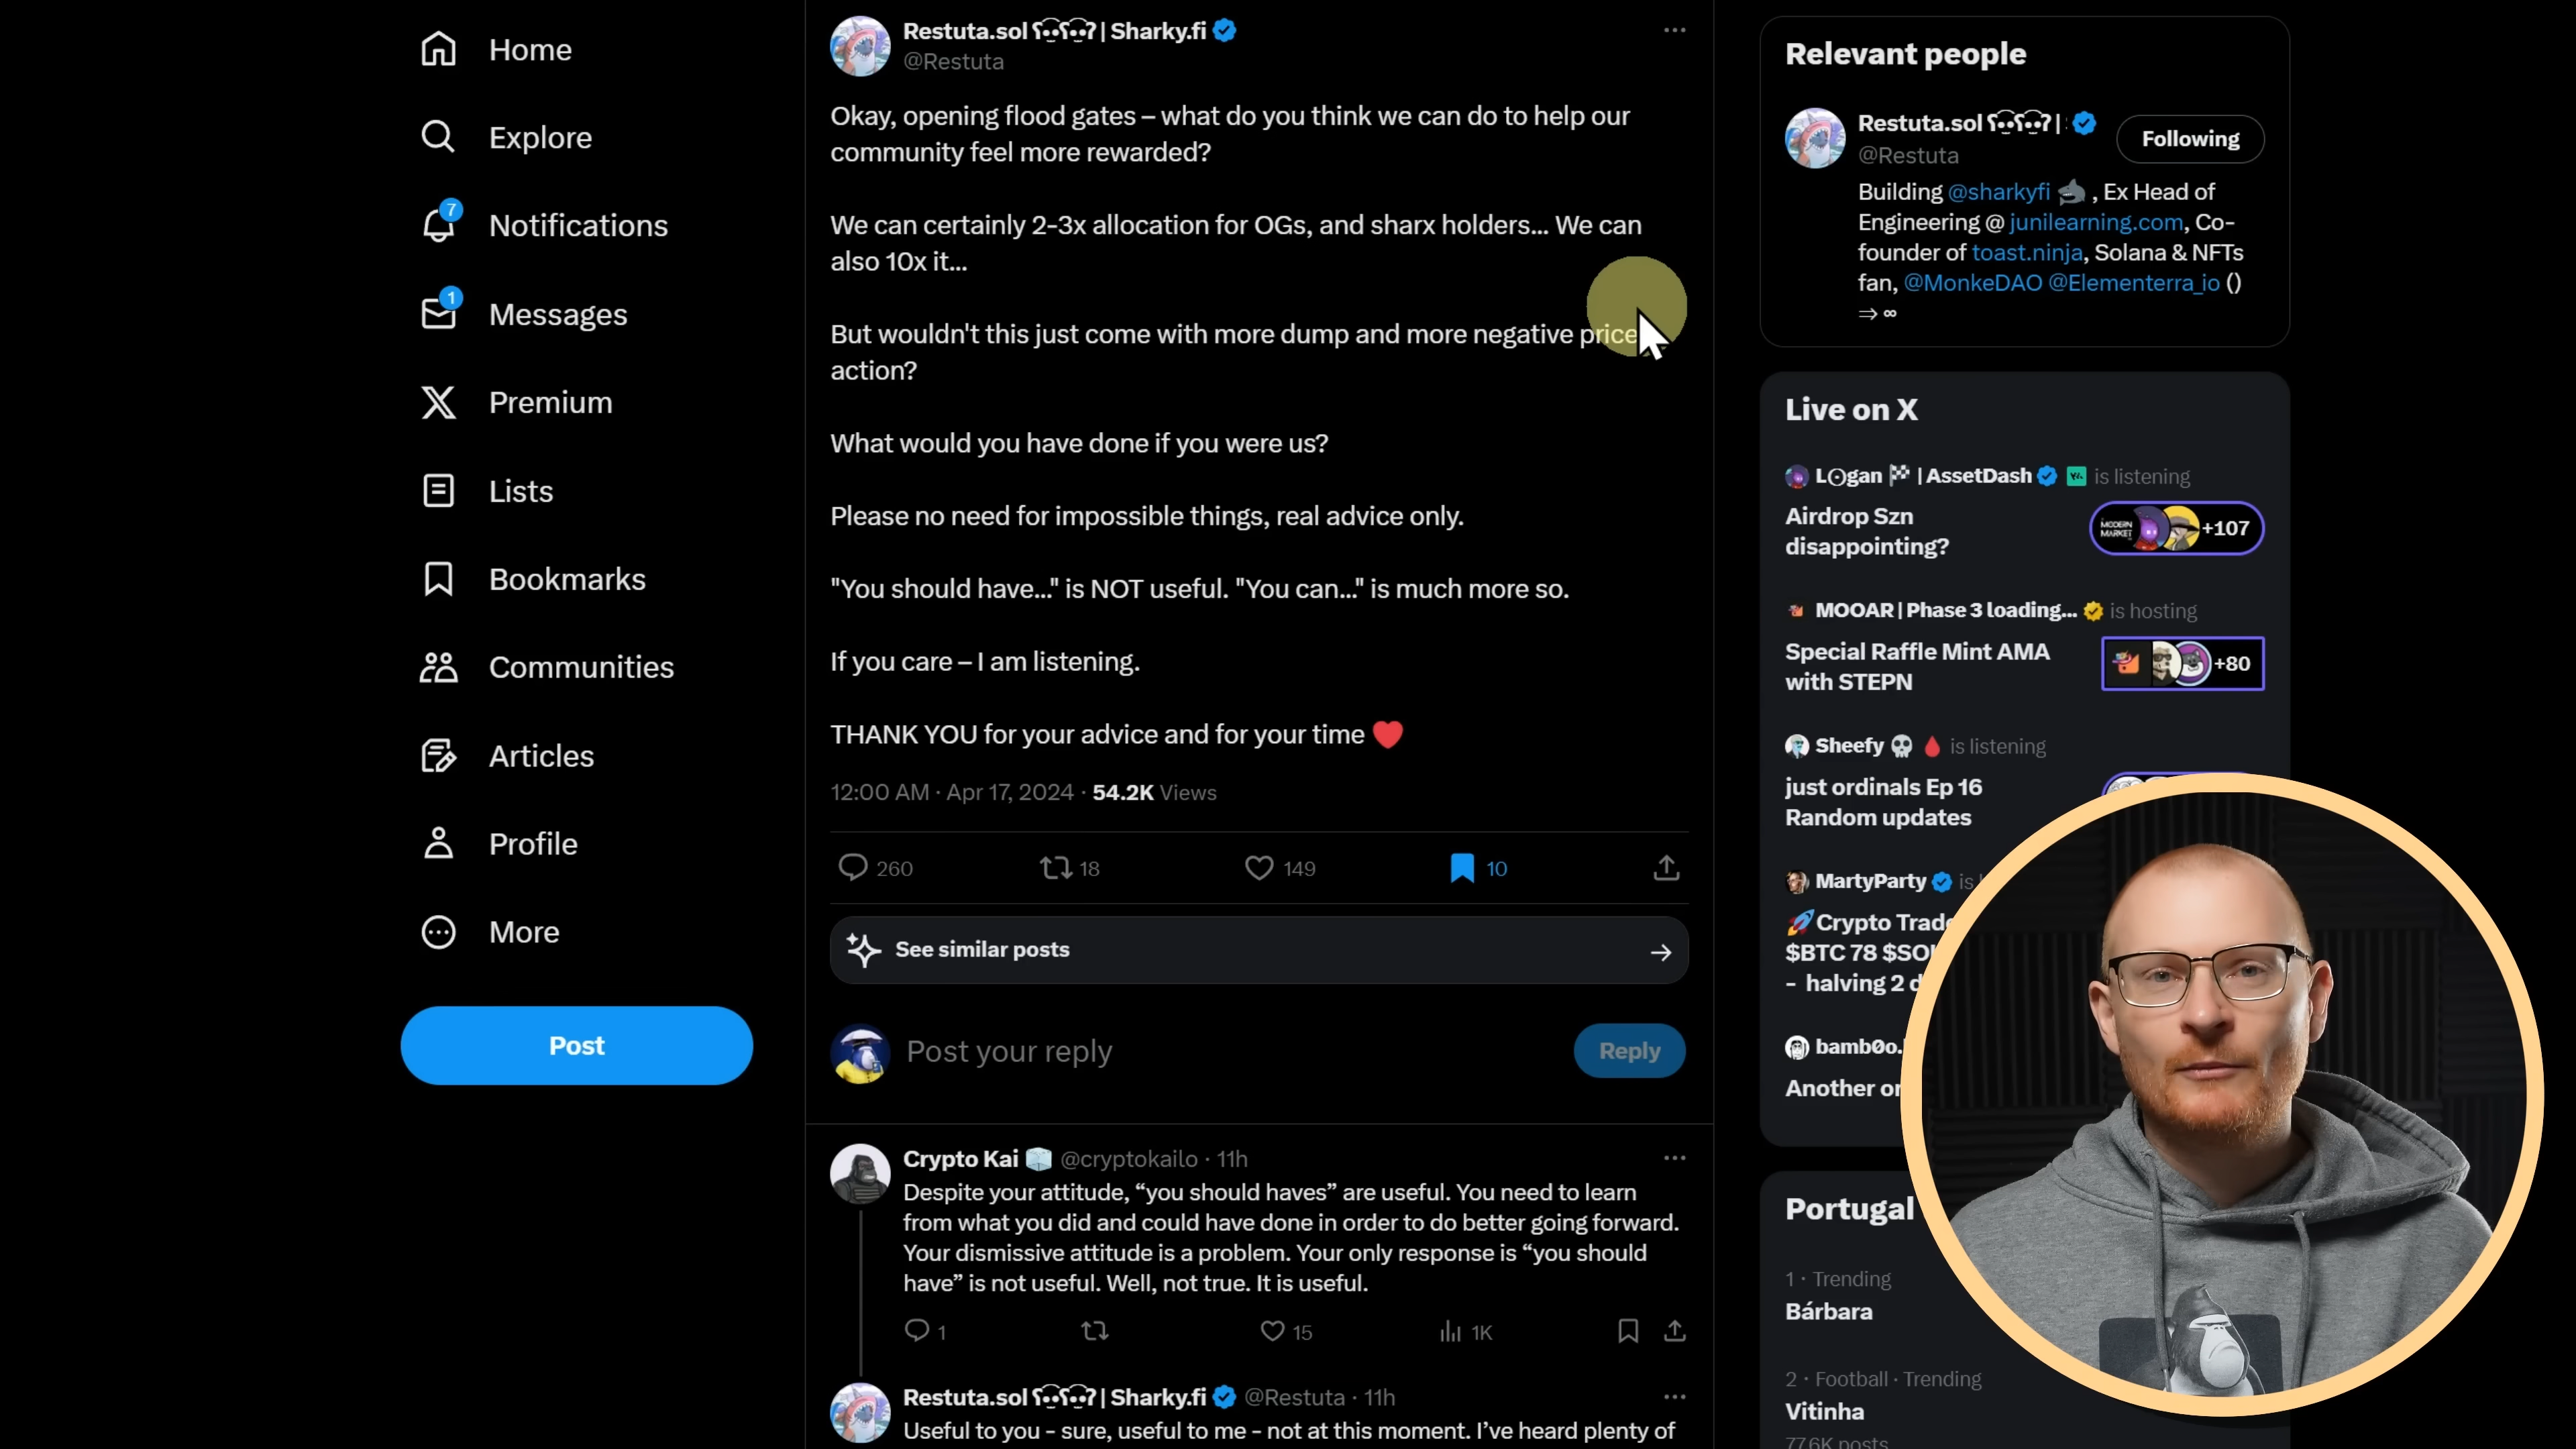 Home
Explore
7
Notifications
1
Messages
Premium
Lists
Bookmarks
Communities
Articles
Profile
More
Post
Restuta.sol | Sharky.fi
@Restuta
Okay, opening flood gates – what do you think we can do to help our
community feel more rewarded?
We can certainly 2-3x allocation for OGs, and sharx holders... We can
also 10x it...
But wouldn't this just come with more dump and more negative price
action?
What would you have done if you were us?
Please no need for impossible things, real advice only.
"You should have..." is NOT useful. "You can..." is much more so.
If you care – I am listening.
THANK YOU for your advice and for your time ❤️
12:00 AM · Apr 17, 2024 · 54.2K Views
260 18 149 10
See similar posts
Post your reply
Reply
Crypto Kai @cryptokailo · 11h
Despite your attitude, “you should haves” are useful. You need to learn
from what you did and could have done in order to do better going forward.
Your dismissive attitude is a problem. Your only response is “you should
have” is not useful. Well, not true. It is useful.
1 15 1K
Restuta.sol | Sharky.fi @Restuta · 11h
Useful to you - sure, useful to me - not at this moment. I’ve heard plenty of
Relevant people
Restuta.sol |
@Restuta
Following
Building @sharkyfi 🦈 , Ex Head of
Engineering @ junilearning.com, Co-
founder of toast.ninja, Solana & NFTs
fan, @MonkeDAO @Elementerra_io ()
⇒ ∞
Live on X
L⊙gan 🏁 | AssetDash is listening
Airdrop Szn
disappointing?
MODERN
MARKET
+107
MOOAR | Phase 3 loading... is hosting
Special Raffle Mint AMA
with STEPN
+80
Sheefy 💀 🩸 is listening
just ordinals Ep 16
Random updates
MartyParty is
🚀Crypto Trade
$BTC 78 $SOL
- halving 2 d
bamb0o.
Another or
Portugal
1 · Trending
Bárbara
2 · Football · Trending
Vitinha
77.6K posts